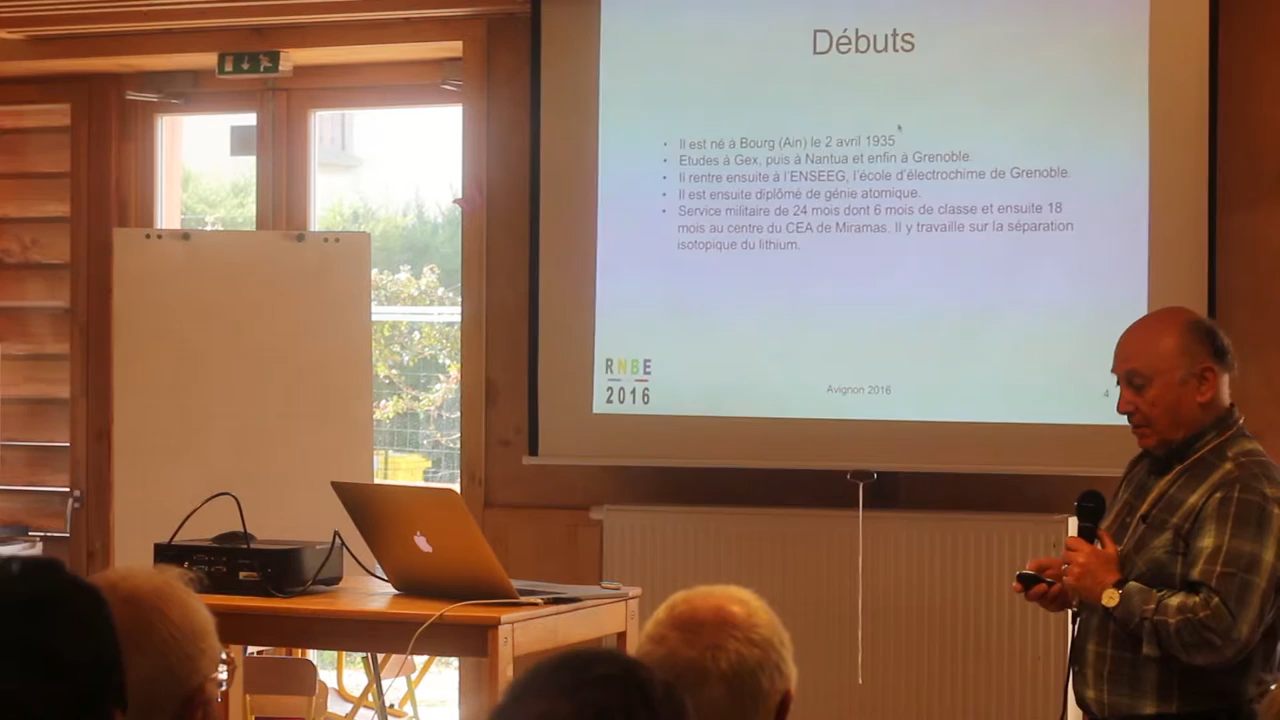 Débuts
• Il est né à Bourg (Ain) le 2 avril 1935
• Etudes à Gex, puis à Nantua et enfin à Grenoble.
• Il rentre ensuite à l'ENSEEG, l'école d'électrochime de Grenoble.
• Il est ensuite diplômé de génie atomique.
• Service militaire de 24 mois dont 6 mois de classe et ensuite 18
mois au centre du CEA de Miramas. Il y travaille sur la séparation
isotopique du lithium.
RNBE
2016
Avignon 2016
4